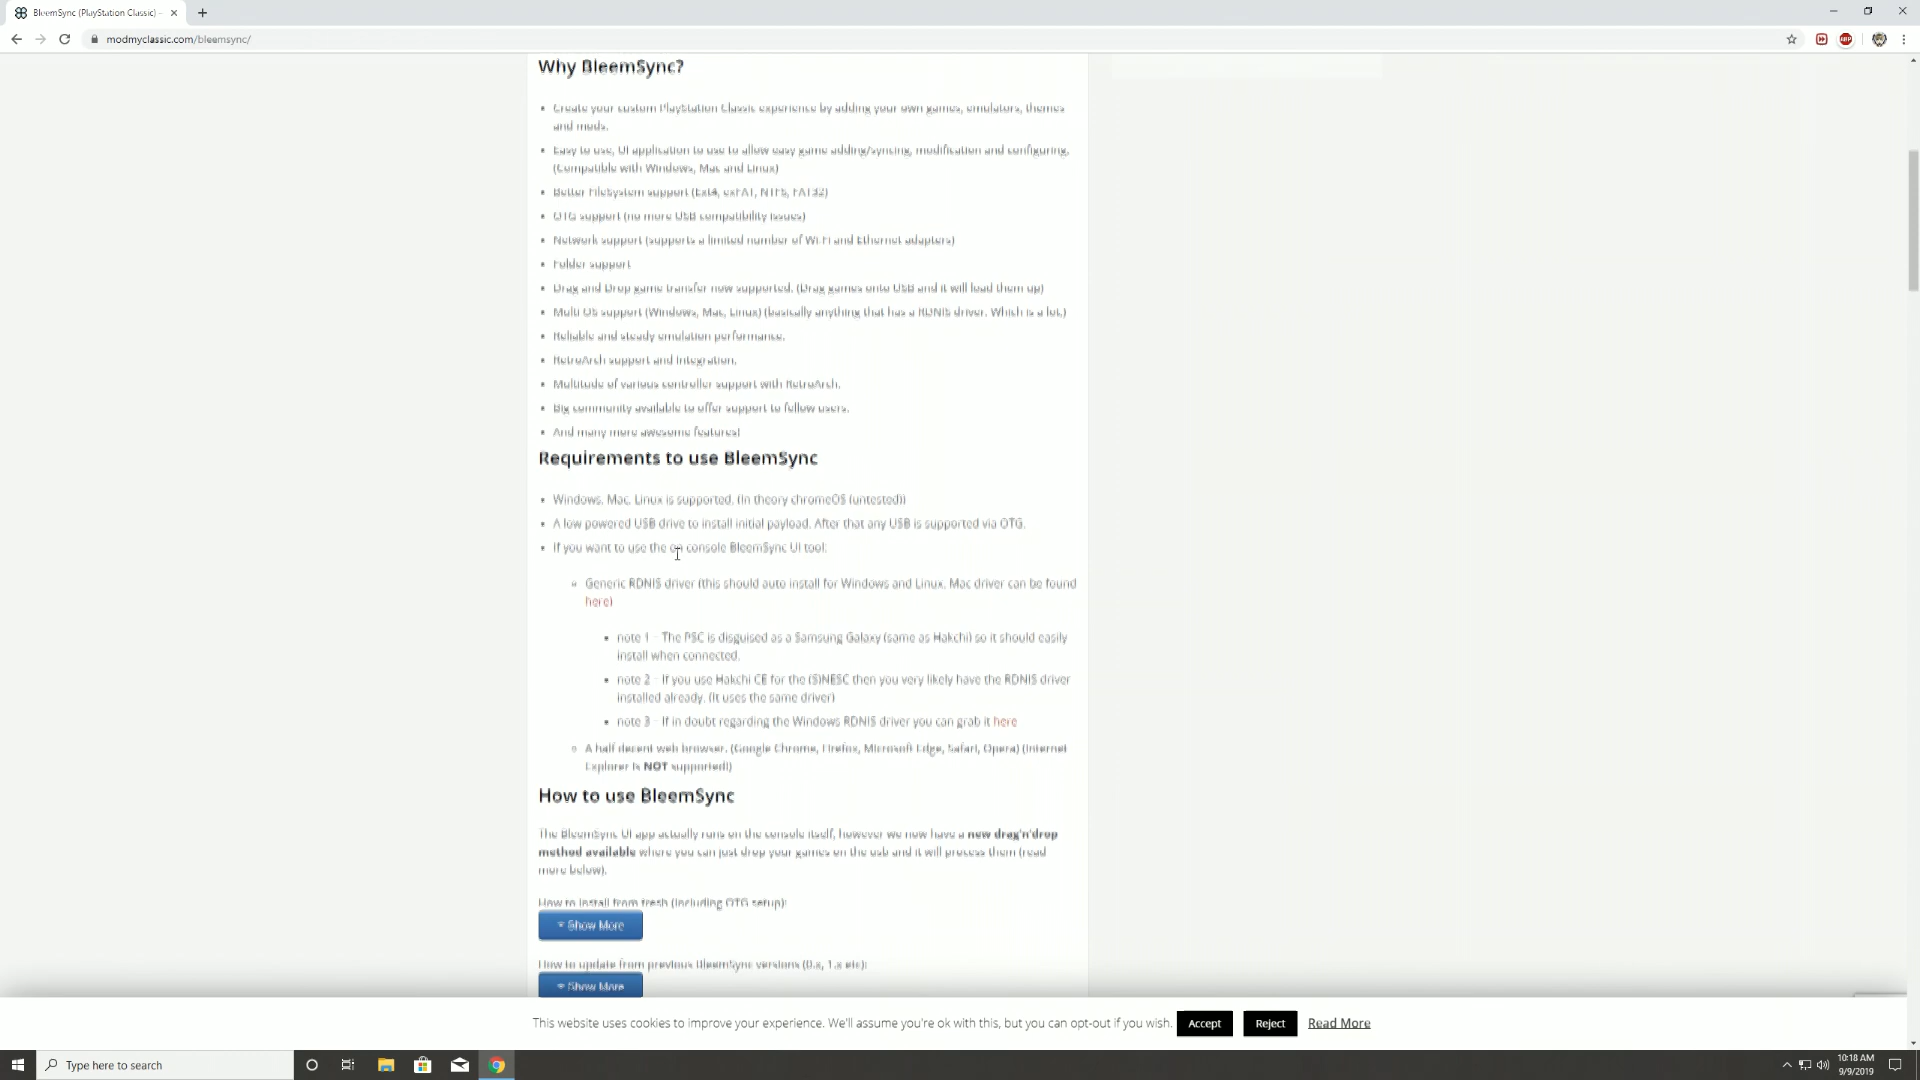 BleemSync (PlayStation Classic) –
modmyclassic.com/bleemsync/
Why BleemSync?
Create your custom PlayStation Classic experience by adding your own games, emulators, themes
and mods.
Easy to use, UI application to use to allow easy game adding/syncing, modification and configuring.
(Compatible with Windows, Mac and Linux)
Better FileSystem support (Ext4, exFAT, NTFS, FAT32)
OTG support (no more USB compatibility issues)
Network support (supports a limited number of Wi-Fi and Ethernet adapters)
Folder support
Drag and Drop game transfer now supported. (Drag games onto USB and it will load them up)
Multi OS support (Windows, Mac, Linux) (basically anything that has a RDNIS driver. Which is a lot.)
Reliable and steady emulation performance.
RetroArch support and Integration.
Multitude of various controller support with RetroArch.
Big community available to offer support to fellow users.
And many more awesome features!
Requirements to use BleemSync
Windows, Mac, Linux is supported. (In theory chromeOS (untested))
A low powered USB drive to install initial payload. After that any USB is supported via OTG.
If you want to use the on console BleemSync UI tool:
Generic RDNIS driver (this should auto install for Windows and Linux. Mac driver can be found
here)
note 1 – The PSC is disguised as a Samsung Galaxy (same as Hakchi) so it should easily
install when connected.
note 2 – If you use Hakchi CE for the (S)NESC then you very likely have the RDNIS driver
installed already. (It uses the same driver)
note 3 – If in doubt regarding the Windows RDNIS driver you can grab it here
A half decent web browser. (Google Chrome, Firefox, Microsoft Edge, Safari, Opera) (Internet
Explorer is NOT supported!)
How to use BleemSync
The BleemSync UI app actually runs on the console itself, however we now have a new drag'n'drop
method available where you can just drop your games on the usb and it will process them (read
more below).
How to install from fresh (including OTG setup):
Show More
How to update from previous BleemSync versions (0.x, 1.x etc):
Show More
This website uses cookies to improve your experience. We'll assume you're ok with this, but you can opt-out if you wish. Accept Reject Read More
Type here to search
10:18 AM
9/9/2019